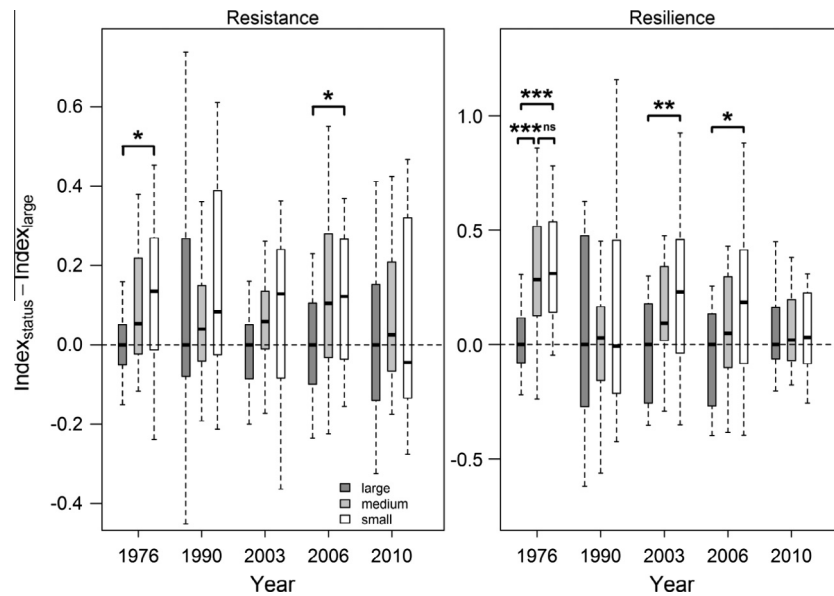 Resistance
Resilience
Index_status − Index_large
0.6
0.4
0.2
0.0
-0.2
-0.4
*
*
large
medium
small
1976 1990 2003 2006 2010
Year
1.0
0.5
0.0
-0.5
***
*** ns
**
*
1976 1990 2003 2006 2010
Year